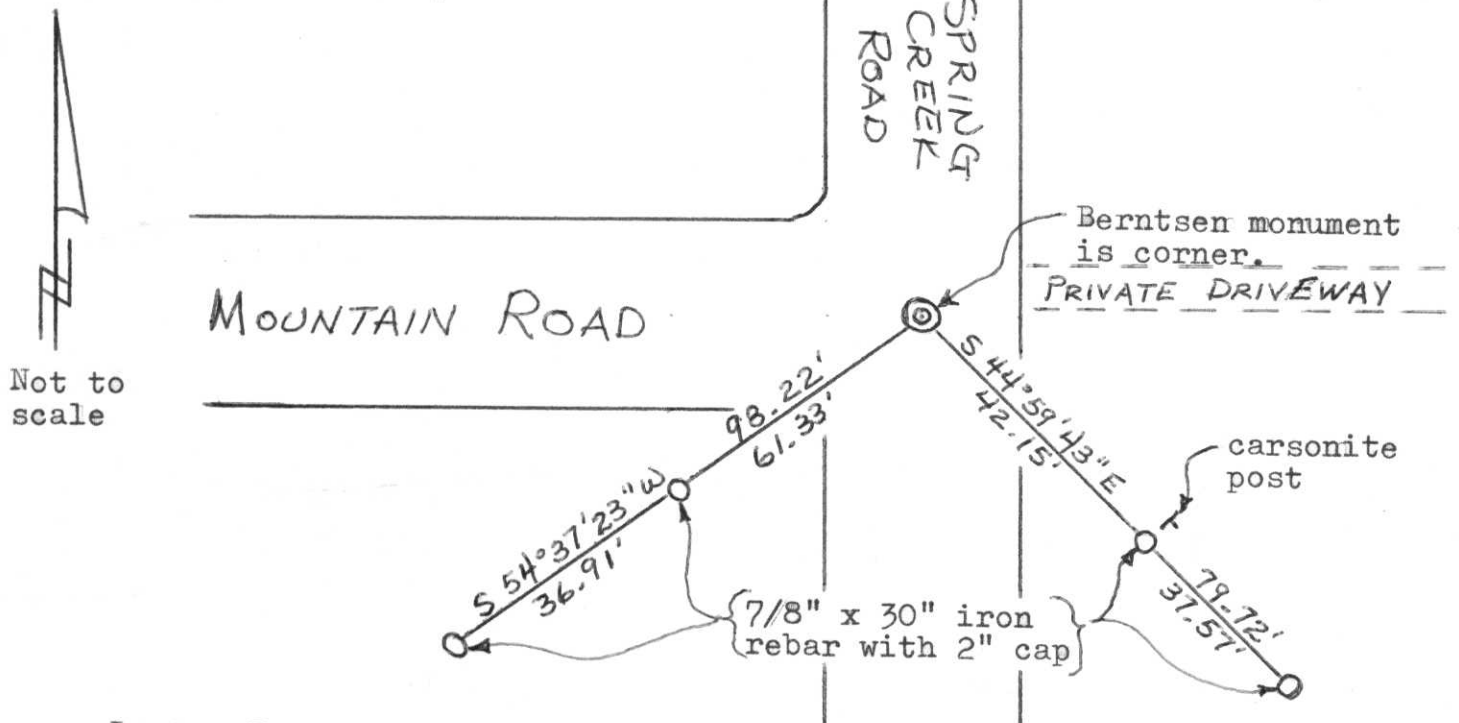 SPRING
CREEK
ROAD
Berntsen monument
is corner.
PRIVATE DRIVEWAY
MOUNTAIN ROAD
Not to
scale
98.22'
61.33'
S 44°59'43"E
42.15'
carsonite
post
S 54°37'23"W
36.91'
7/8" x 30" iron
rebar with 2" cap
79.72'
37.57'